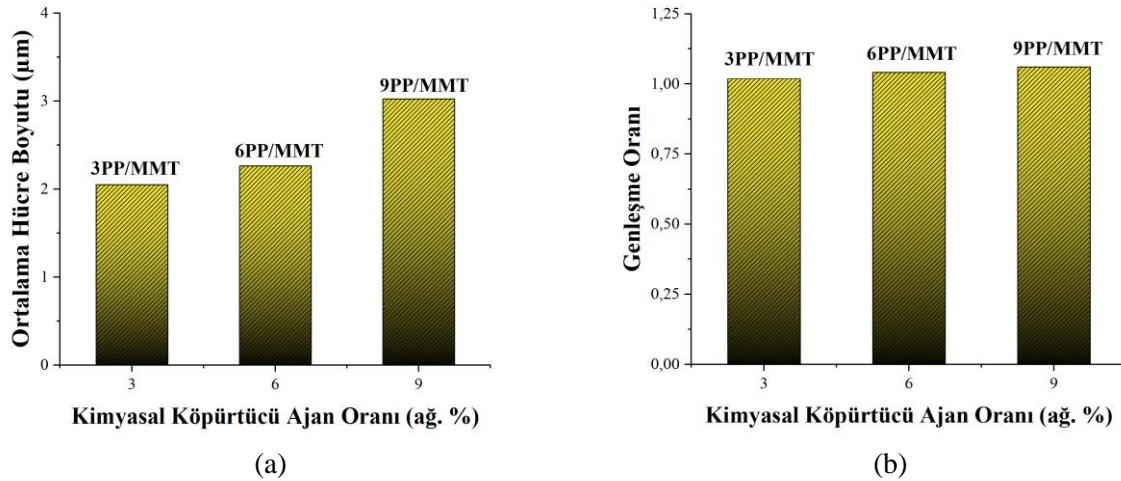 Ortalama Hücre Boyutu (µm)
4
3
2
1
0
3PP/MMT
6PP/MMT
9PP/MMT
3
6
9
Kimyasal Köpürtücü Ajan Oranı (ağ. %)
(a)
Genleşme Oranı
1,25
1,00
0,75
0,50
0,25
0,00
3PP/MMT
6PP/MMT
9PP/MMT
3
6
9
Kimyasal Köpürtücü Ajan Oranı (ağ. %)
(b)